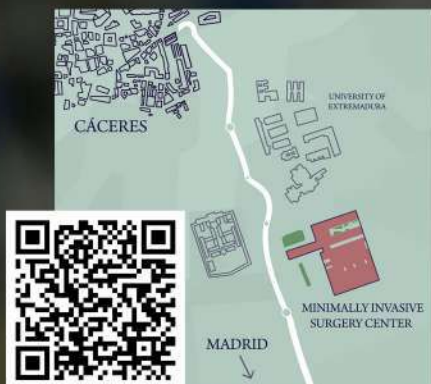 UNIVERSITY OF
EXTREMADURA
CÁCERES
MINIMALLY INVASIVE
SURGERY CENTER
MADRID